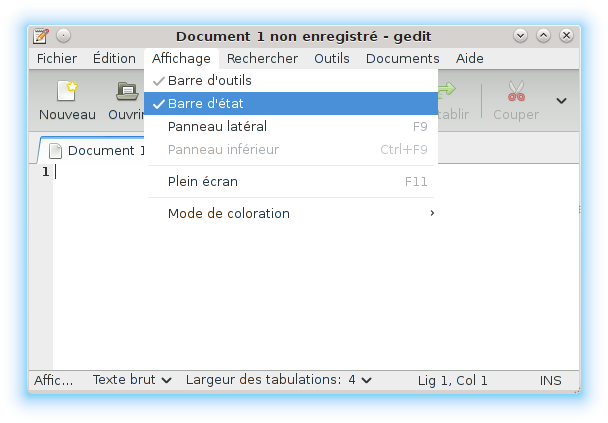 Document 1 non enregistré - gedit
Fichier Édition Affichage Rechercher Outils Documents Aide
Barre d'outils
Barre d'état
Panneau latéral F9
Panneau inférieur Ctrl+F9
Plein écran F11
Mode de coloration
Nouveau Couper
Document 1
1
Affic... Texte brut Largeur des tabulations: 4 Lig 1, Col 1 INS